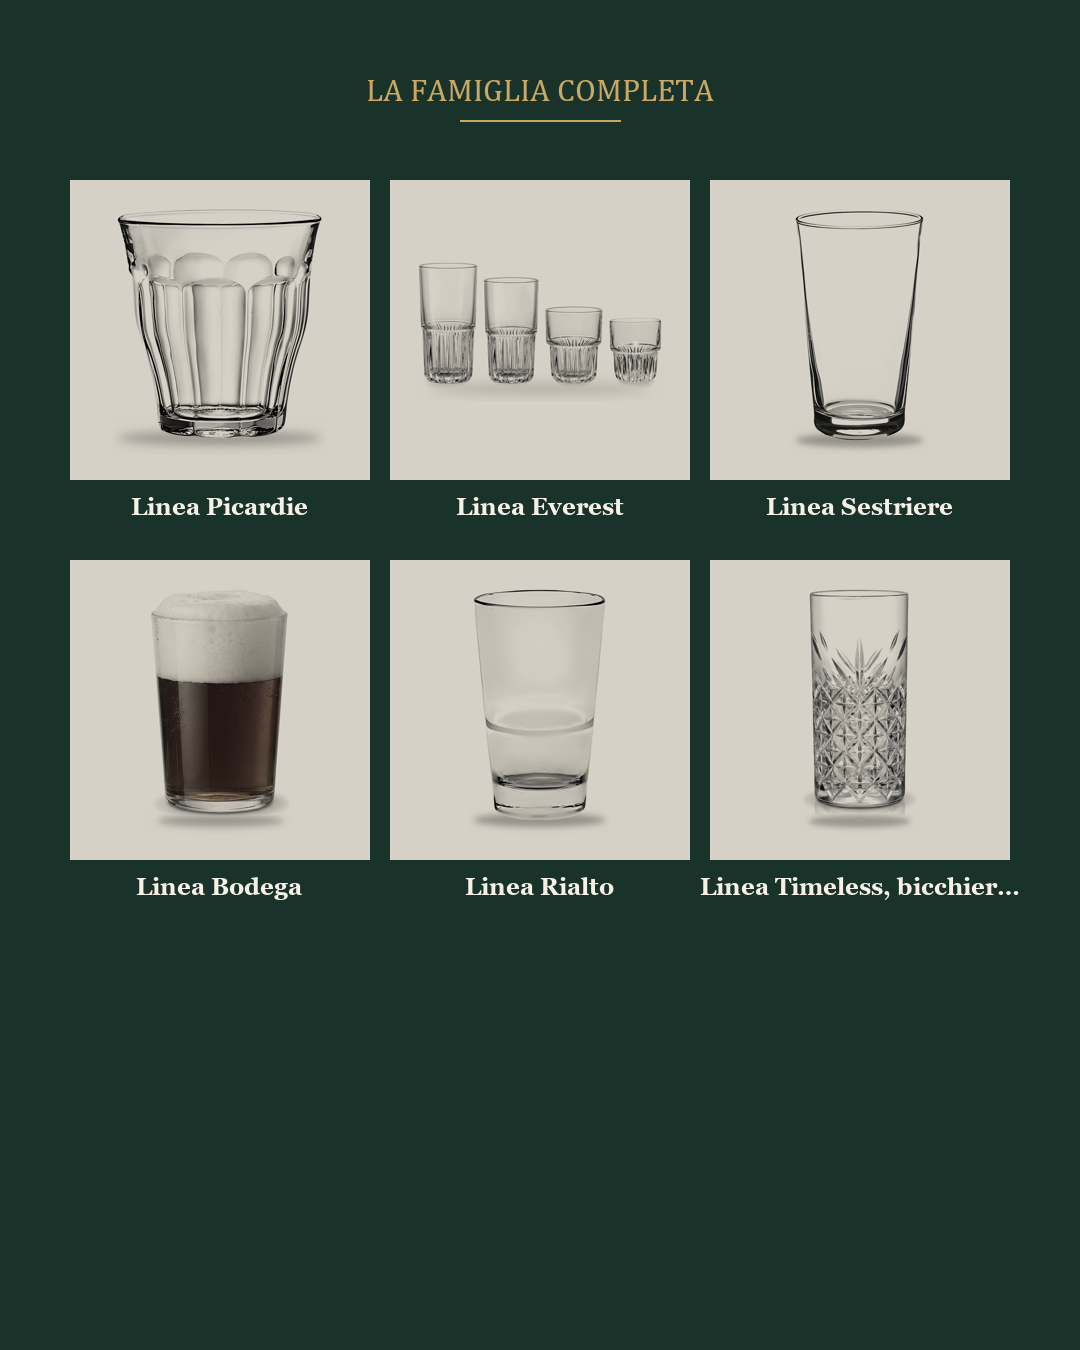 LA FAMIGLIA COMPLETA
Linea Picardie
Linea Everest
Linea Sestriere
Linea Bodega
Linea Rialto
Linea Timeless, bicchier...